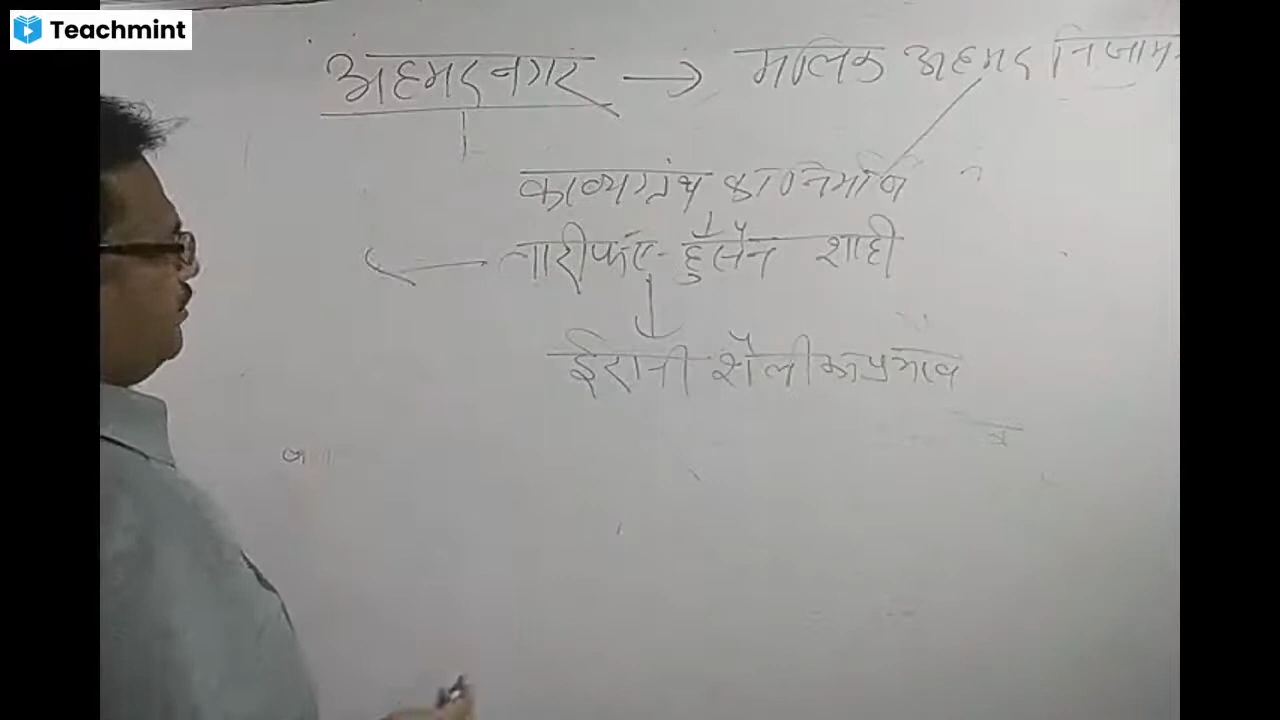 Teachmint
अहमदनगर → मलिक अहमद निजाम
काव्यग्रंथ का निर्माण
तारीफ-ए-हुसैन शाही
ईरानी शैली का प्रभाव